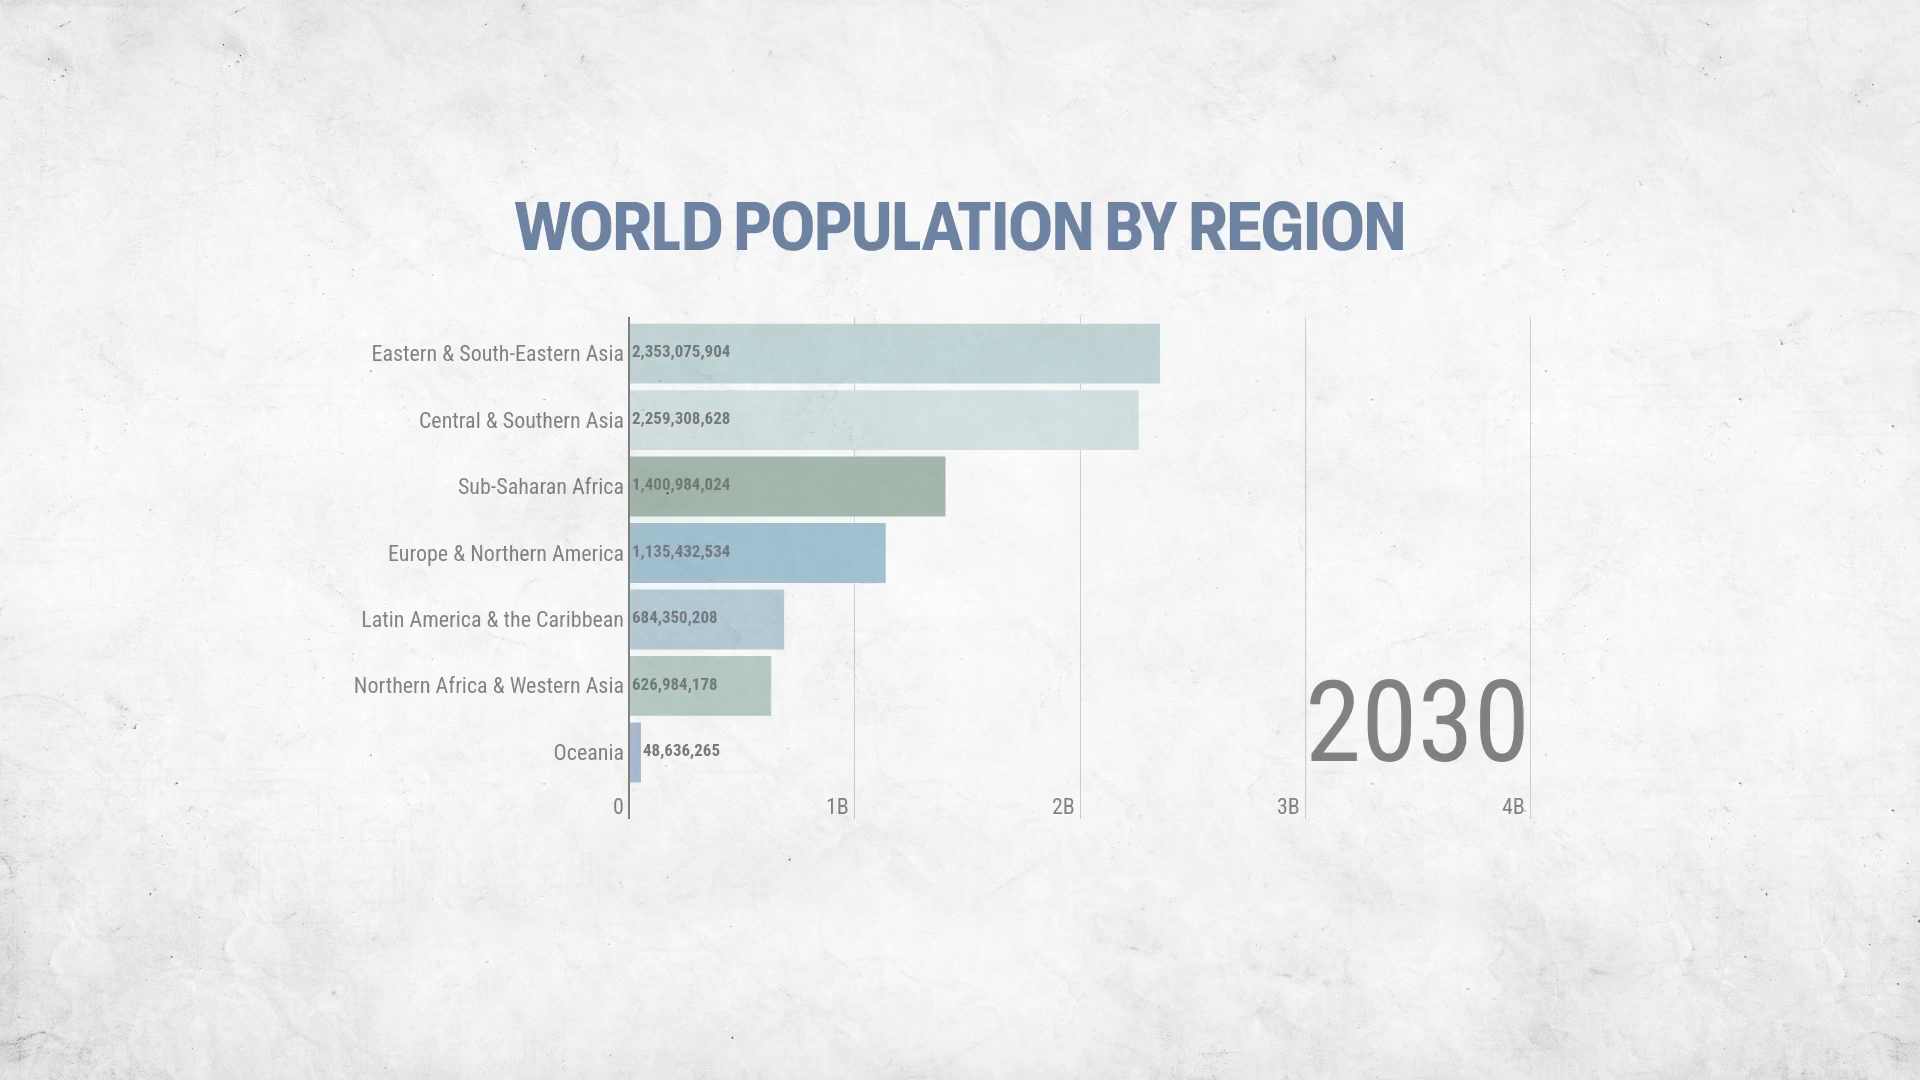 WORLD POPULATION BY REGION
Eastern & South-Eastern Asia 2,353,075,904
Central & Southern Asia 2,259,308,628
Sub-Saharan Africa 1,400,984,024
Europe & Northern America 1,135,432,534
Latin America & the Caribbean 684,350,208
Northern Africa & Western Asia 626,984,178
2030
Oceania 48,636,265
0 1B 2B 3B 4B